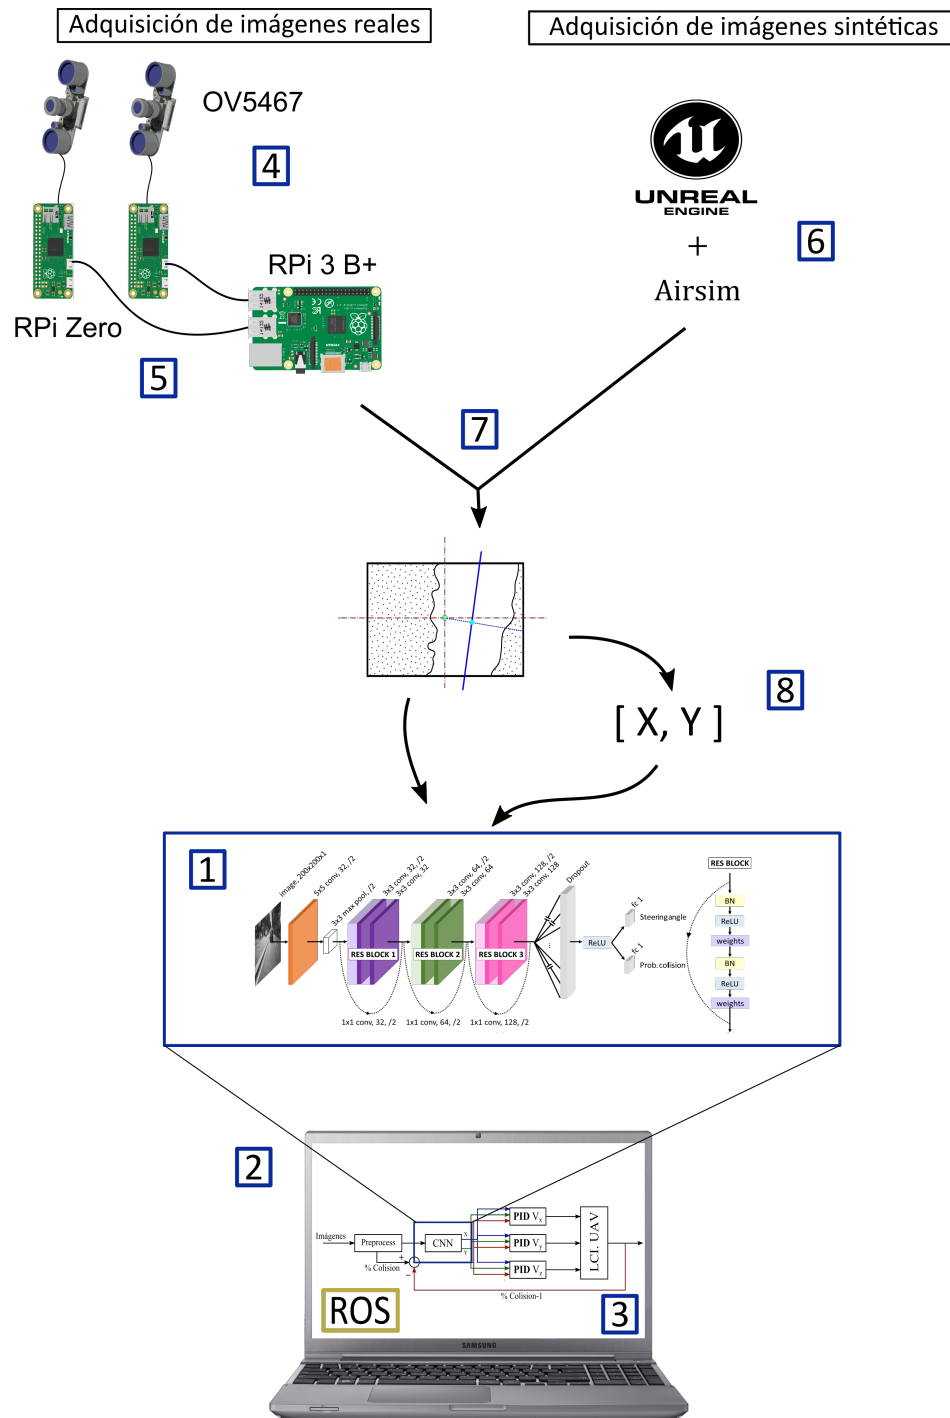 Adquisición de imágenes reales
Adquisición de imágenes sintéticas
OV5467
4
UNREAL
ENGINE
+
Airsim
6
RPi 3 B+
RPi Zero
5
7
8
[ X, Y ]
1
image, 200x200x1
5x5 conv, 32, /2
3x3 max pool, /2
3x3 conv, 32, /2
3x3 conv, 32
3x3 conv, 64, /2
3x3 conv, 64
3x3 conv, 128, /2
3x3 conv, 128
Dropout
RES BLOCK 1
RES BLOCK 2
RES BLOCK 3
1x1 conv, 32, /2
1x1 conv, 64, /2
1x1 conv, 128, /2
...
ReLU
fc 1
Steering angle
fc 1
Prob. collision
RES BLOCK
BN
ReLU
weights
BN
ReLU
weights
2
Imágenes
Preprocess
% Colision
+
−
CNN
X
Y
PID Vx
PID Vy
PID Vz
LCI. UAV
% Colision-1
ROS
3
SAMSUNG